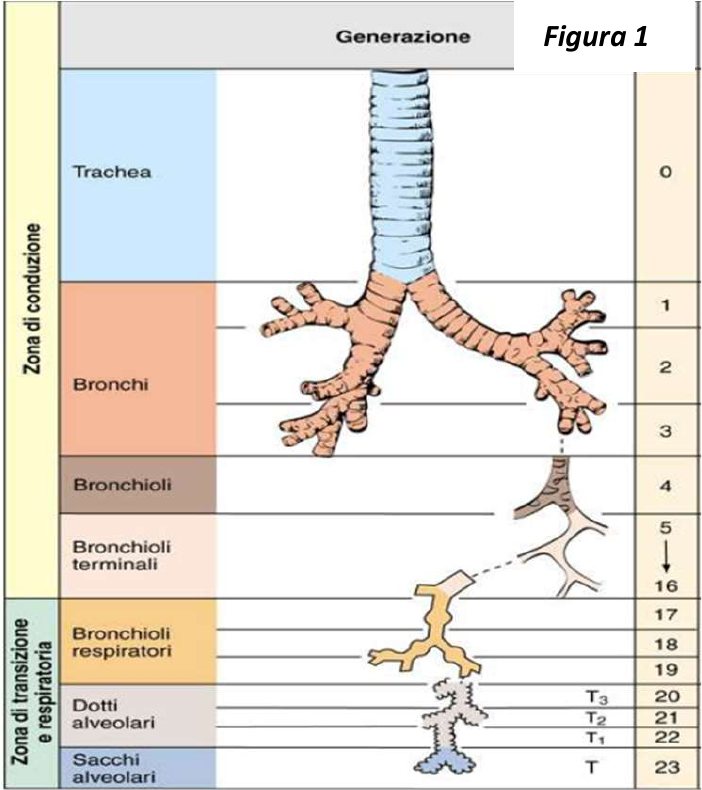 Generazione
Figura 1
Zona di conduzione
Trachea
0
Bronchi
1
2
3
Bronchioli
4
Bronchioli
terminali
5
16
Zona di transizione
e respiratoria
Bronchioli
respiratori
17
18
19
Dotti
alveolari
T3
20
T2
21
T1
22
Sacchi
alveolari
T
23